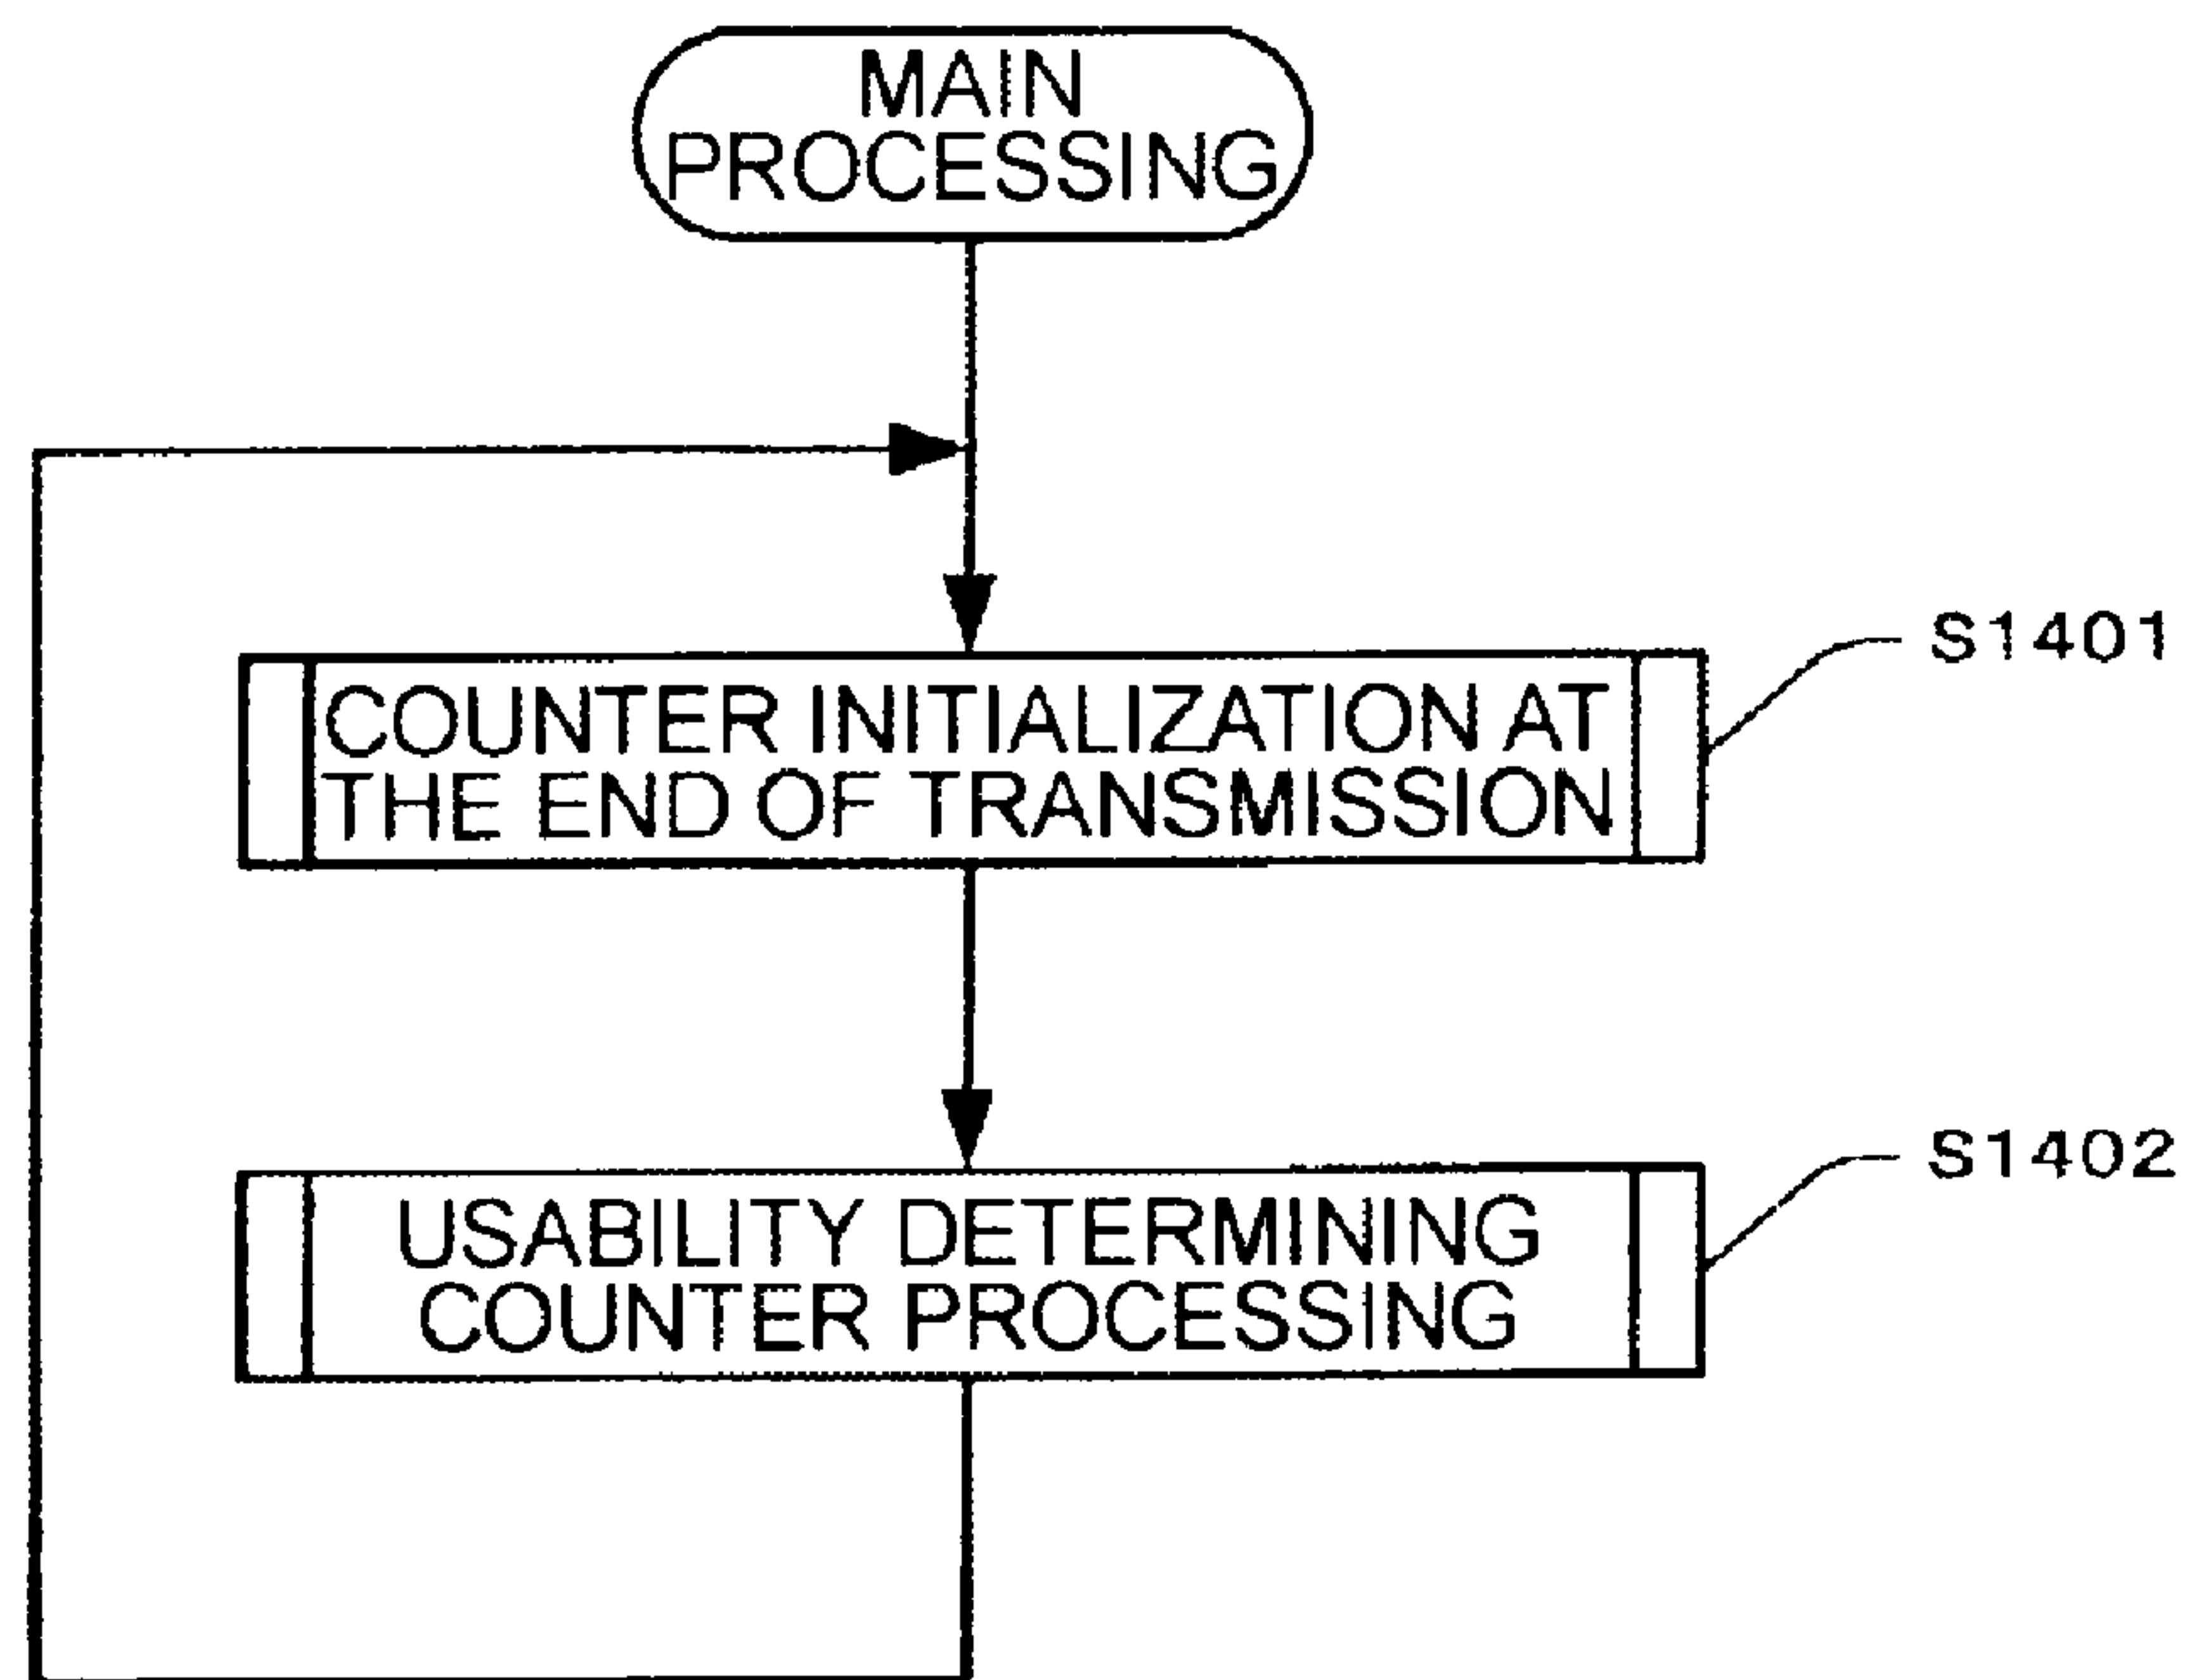 MAIN
PROCESSING
S1401
COUNTER INITIALIZATION AT
THE END OF TRANSMISSION
S1402
USABILITY DETERMINING
COUNTER PROCESSING